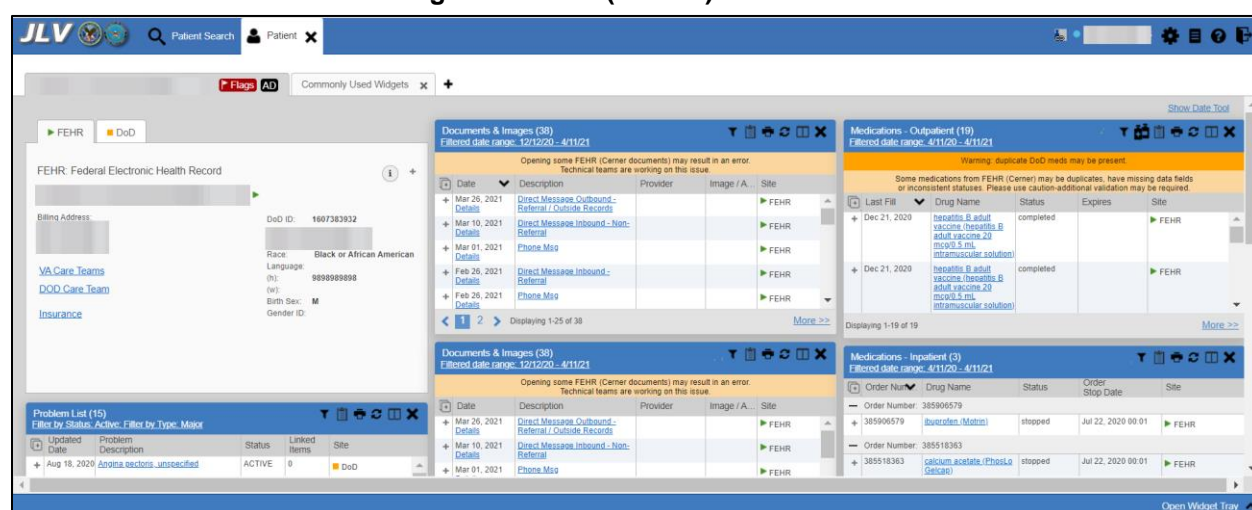 JLV Patient Search Patient
Flags AD Commonly Used Widgets
Show Date Tool
FEHR DoD
FEHR: Federal Electronic Health Record
Billing Address:
DoD ID: 1607383932
Race: Black or African American
Language:
(h): 9898989898
(w):
Birth Sex: M
Gender ID:
VA Care Teams
DOD Care Team
Insurance
Problem List (15)
Filter by Status: Active; Filter by Type: Major
Updated Date Problem Description Status Linked Items Site
Aug 18, 2020 Angina pectoris, unspecified ACTIVE 0 DoD
Documents & Images (38)
Filtered date range: 12/12/20 - 4/11/21
Opening some FEHR (Cerner documents) may result in an error.
Technical teams are working on this issue.
Date Description Provider Image / A... Site
Mar 26, 2021 Direct Message Outbound - FEHR
Details Referral / Outside Records
Mar 10, 2021 Direct Message Inbound - Non- FEHR
Details Referral
Mar 01, 2021 Phone Msg FEHR
Details
Feb 26, 2021 Direct Message Inbound - FEHR
Details Referral
Feb 26, 2021 Phone Msg FEHR
Details
1 2 Displaying 1-25 of 38 More >>
Documents & Images (38)
Filtered date range: 12/12/20 - 4/11/21
Opening some FEHR (Cerner documents) may result in an error.
Technical teams are working on this issue.
Date Description Provider Image / A... Site
Mar 26, 2021 Direct Message Outbound - FEHR
Details Referral / Outside Records
Mar 10, 2021 Direct Message Inbound - Non- FEHR
Details Referral
Mar 01, 2021 Phone Msg FEHR
Details
Medications - Outpatient (19)
Filtered date range: 4/11/20 - 4/11/21
Warning: duplicate DoD meds may be present.
Some medications from FEHR (Cerner) may be duplicates, have missing data fields
or inconsistent statuses. Please use caution-additional validation may be required.
Last Fill Drug Name Status Expires Site
Dec 21, 2020 hepatitis B adult completed FEHR
vaccine (hepatitis B
adult vaccine 20
mcg/0.5 mL
intramuscular solution)
Dec 21, 2020 hepatitis B adult completed FEHR
vaccine (hepatitis B
adult vaccine 20
mcg/0.5 mL
intramuscular solution)
Displaying 1-19 of 19 More >>
Medications - Inpatient (3)
Filtered date range: 4/11/20 - 4/11/21
Order Num Drug Name Status Order Stop Date Site
Order Number: 385906579
385906579 ibuprofen (Motrin) stopped Jul 22, 2020 00:01 FEHR
Order Number: 385518363
385518363 calcium acetate (PhosLo stopped Jul 22, 2020 00:01 FEHR
Gelcap)
Open Widget Tray